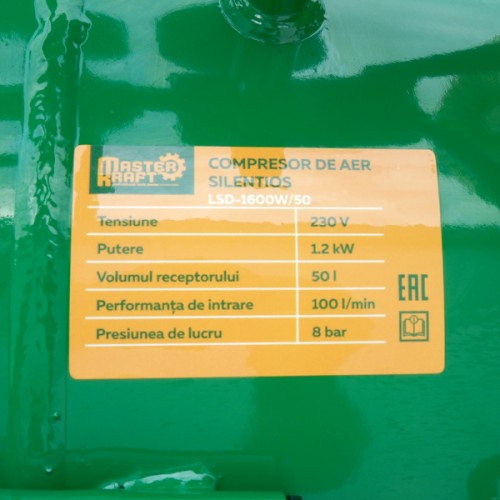 MASTER
KRAFT
COMPRESOR DE AER
SILENTIOS
LSD-1600W/50
Tensiune 230 V
Putere 1.2 kW
Volumul receptorului 50 l
Performanța de intrare 100 l/min
Presiunea de lucru 8 bar
EAC